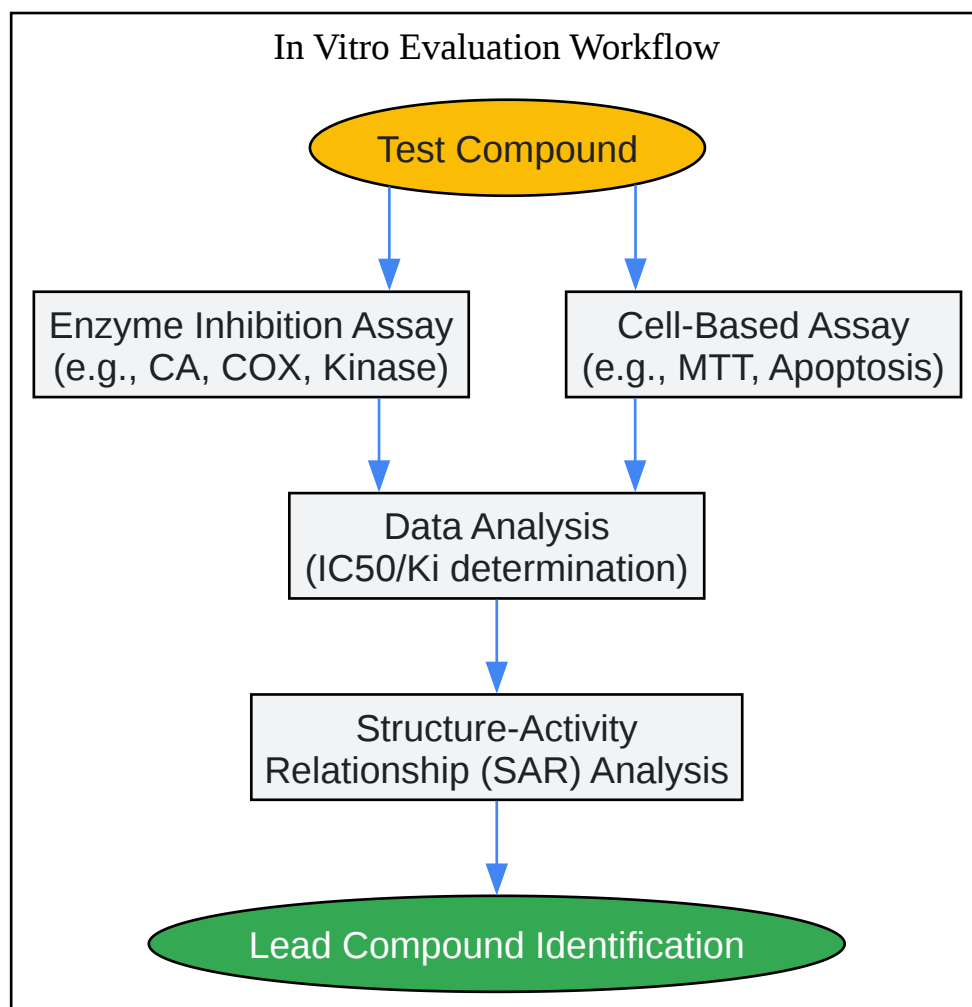 In Vitro Evaluation Workflow
Test Compound
Enzyme Inhibition Assay
(e.g., CA, COX, Kinase)
Cell-Based Assay
(e.g., MTT, Apoptosis)
Data Analysis
(IC50/Ki determination)
Structure-Activity
Relationship (SAR) Analysis
Lead Compound Identification